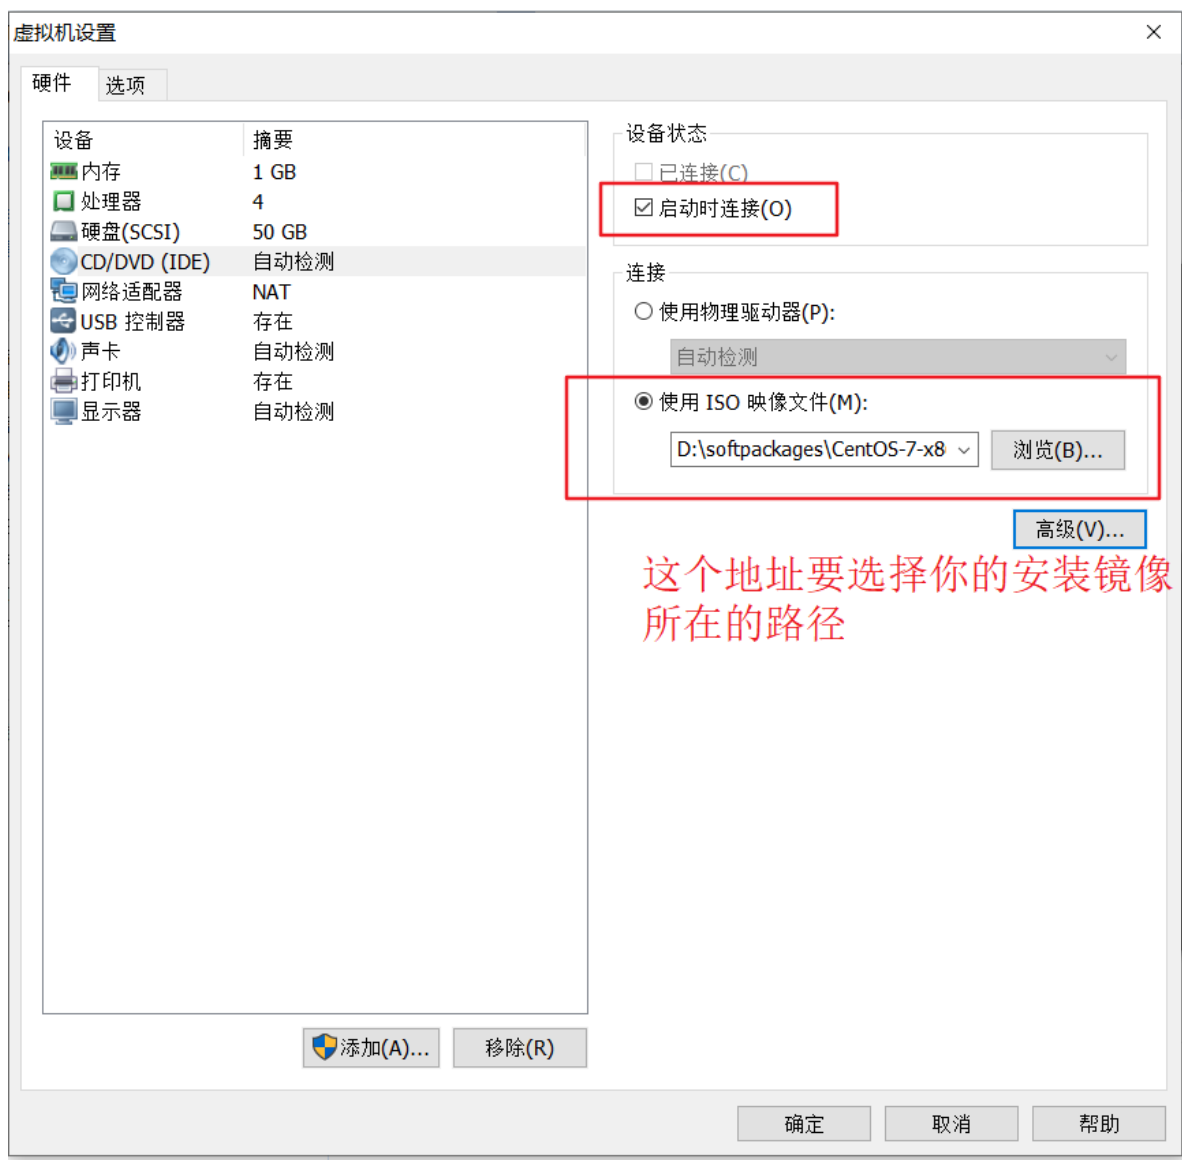 虚拟机设置
硬件 选项
设备 摘要
内存 1 GB
处理器 4
硬盘(SCSI) 50 GB
CD/DVD (IDE) 自动检测
网络适配器 NAT
USB 控制器 存在
声卡 自动检测
打印机 存在
显示器 自动检测
添加(A)... 移除(R)
设备状态
已连接(C)
启动时连接(O)
连接
使用物理驱动器(P):
自动检测
使用 ISO 映像文件(M):
D:\softpackages\CentOS-7-x8 浏览(B)...
高级(V)...
这个地址要选择你的安装镜像
所在的路径
确定 取消 帮助